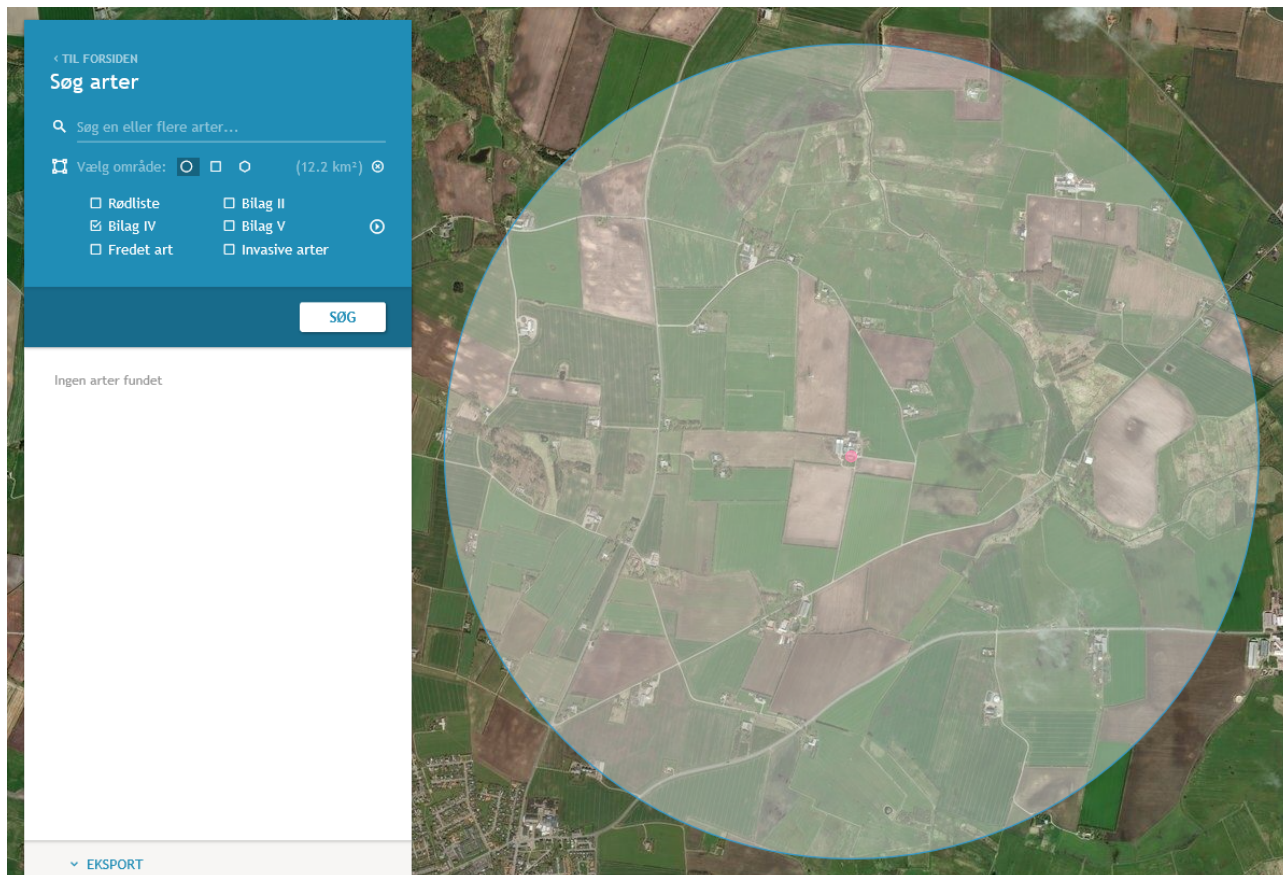 ‹ TIL FORSIDEN
Søg arter
Søg en eller flere arter...
Vælg område: (12.2 km²)
Rødliste Bilag II
Bilag IV Bilag V
Fredet art Invasive arter
SØG
Ingen arter fundet
EKSPORT